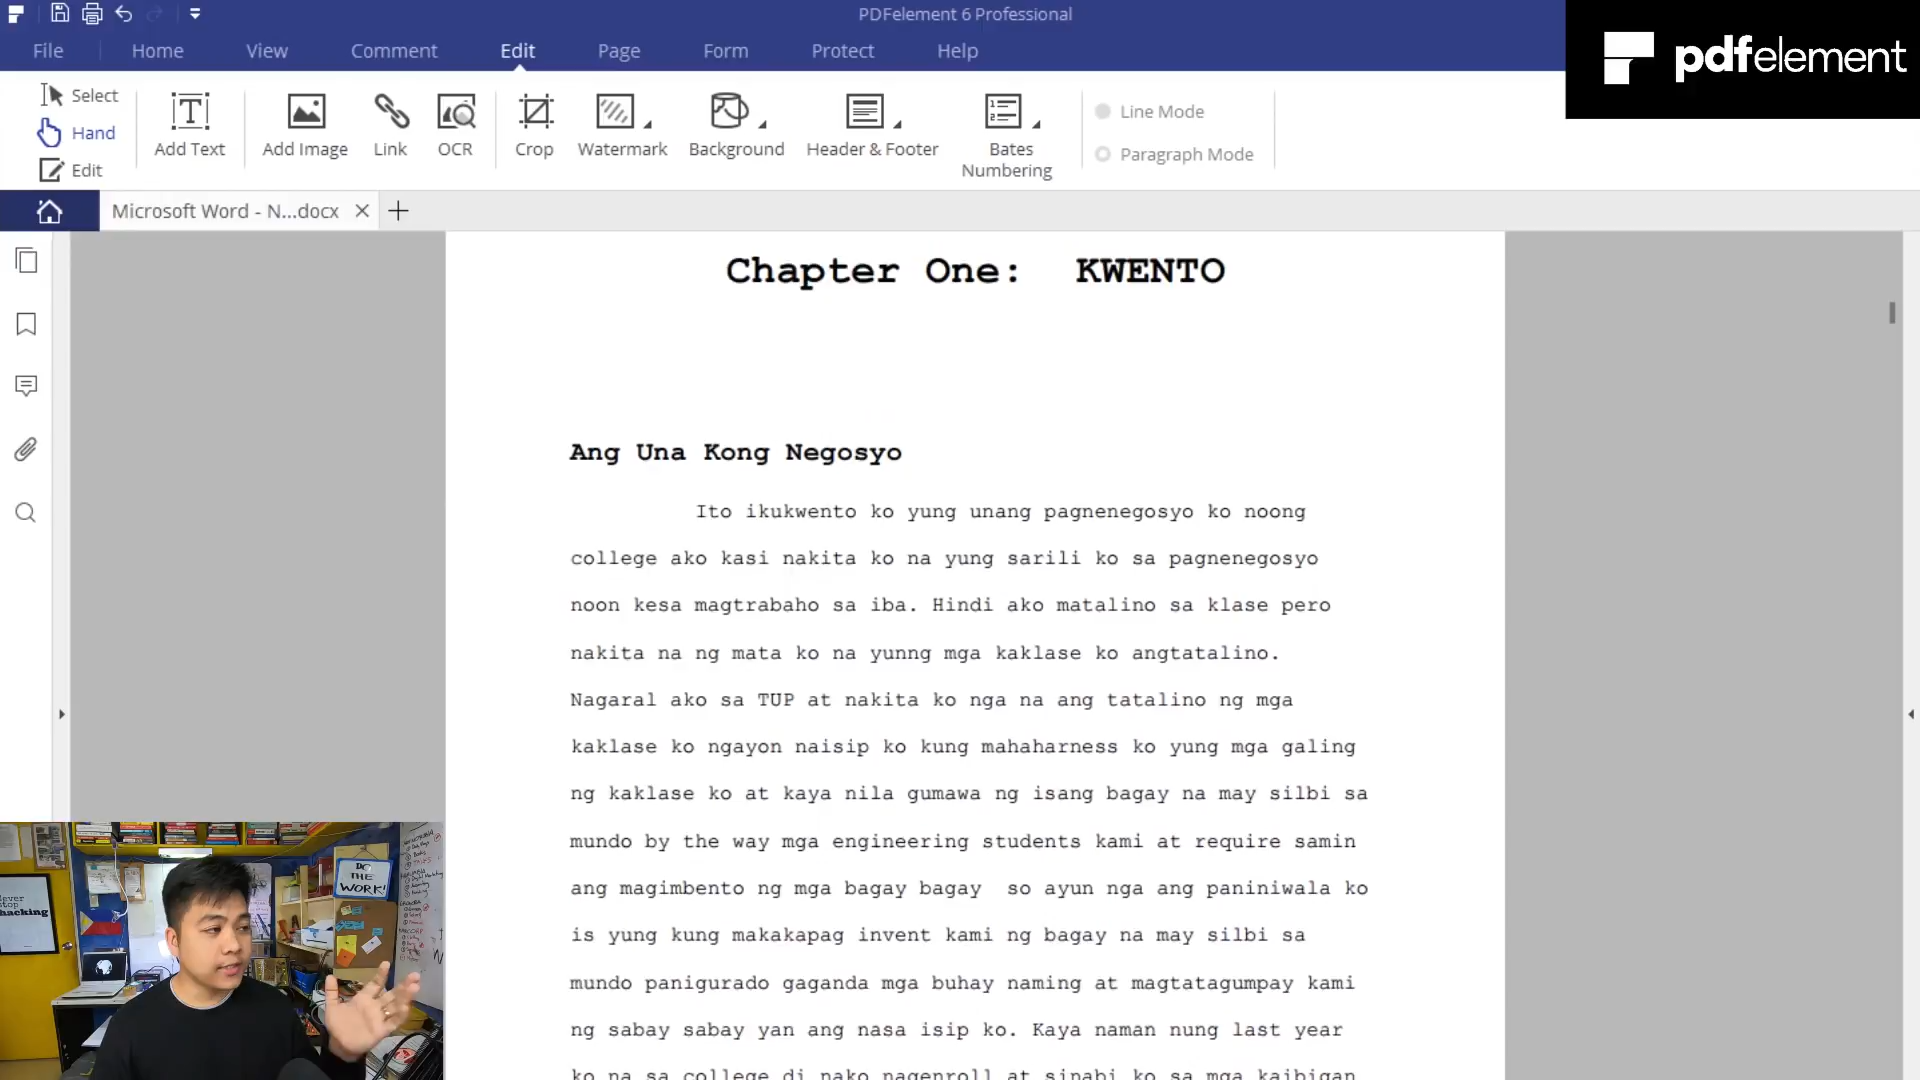 PDFelement 6 Professional
File Home View Comment Edit Page Form Protect Help
pdfelement
Select
Hand
Edit
Add Text
Add Image
Link
OCR
Crop
Watermark
Background
Header & Footer
Bates
Numbering
Line Mode
Paragraph Mode
Microsoft Word - N...docx
Chapter One: KWENTO
Ang Una Kong Negosyo
Ito ikukwento ko yung unang pagnenegosyo ko noong
college ako kasi nakita ko na yung sarili ko sa pagnenegosyo
noon kesa magtrabaho sa iba. Hindi ako matalino sa klase pero
nakita na ng mata ko na yunng mga kaklase ko angtatalino.
Nagaral ako sa TUP at nakita ko nga na ang tatalino ng mga
kaklase ko ngayon naisip ko kung mahaharness ko yung mga galing
ng kaklase ko at kaya nila gumawa ng isang bagay na may silbi sa
mundo by the way mga engineering students kami at require samin
ang magimbento ng mga bagay bagay so ayun nga ang paniniwala ko
is yung kung makakapag invent kami ng bagay na may silbi sa
mundo panigurado gaganda mga buhay naming at magtatagumpay kami
ng sabay sabay yan ang nasa isip ko. Kaya naman nung last year
ko na sa college di nako nagenroll at sinabi ko sa mga kaibigan
DO
THE
WORK!
stop
hacking